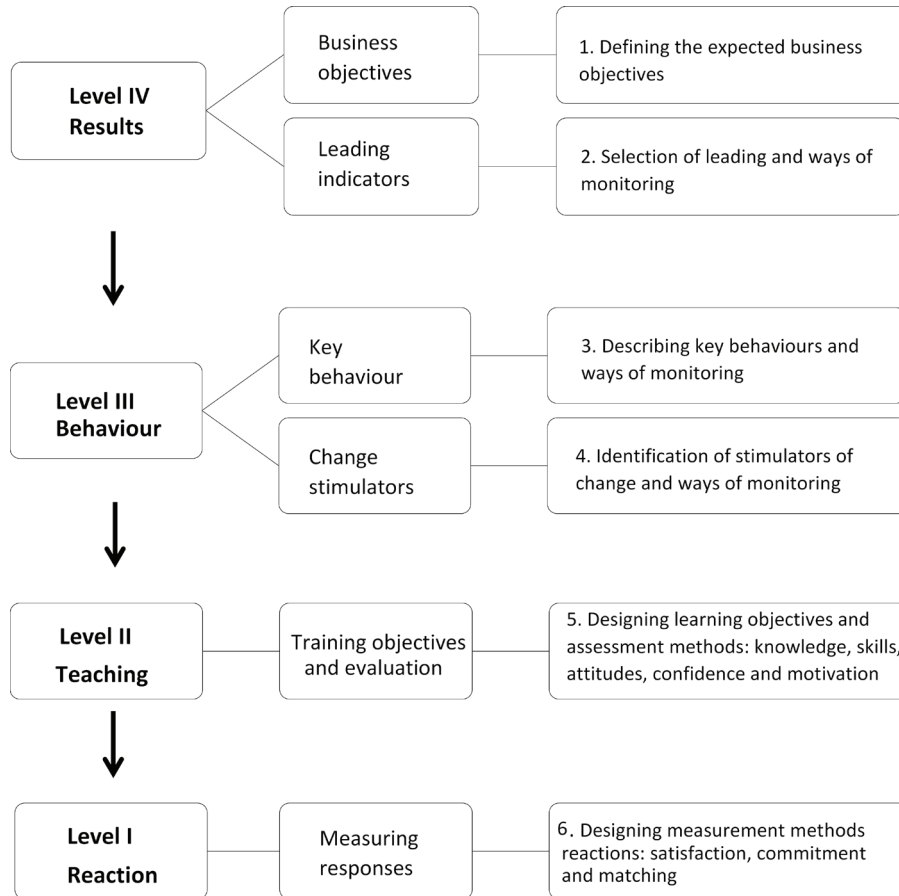 Level IV
Results
Business
objectives
1. Defining the expected business
objectives
Leading
indicators
2. Selection of leading and ways of
monitoring
Level III
Behaviour
Key
behaviour
3. Describing key behaviours and
ways of monitoring
Change
stimulators
4. Identification of stimulators of
change and ways of monitoring
Level II
Teaching
Training objectives
and evaluation
5. Designing learning objectives and
assessment methods: knowledge, skills,
attitudes, confidence and motivation
Level I
Reaction
Measuring
responses
6. Designing measurement methods
reactions: satisfaction, commitment
and matching